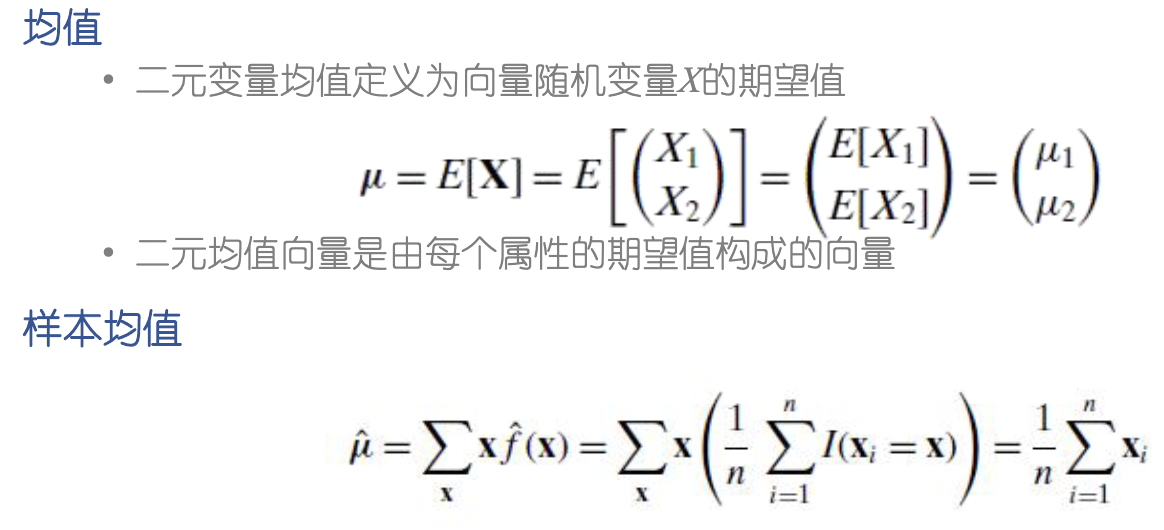 均值
• 二元变量均值定义为向量随机变量X的期望值
μ = E[X] = E[(X₁ X₂)] = (E[X₁] E[X₂]) = (μ₁ μ₂)
• 二元均值向量是由每个属性的期望值构成的向量
样本均值
μ̂ = ∑ₓ x f̂(x) = ∑ₓ x (1/n ∑ᵢ₌₁ⁿ I(xᵢ = x)) = 1/n ∑ᵢ₌₁ⁿ xᵢ